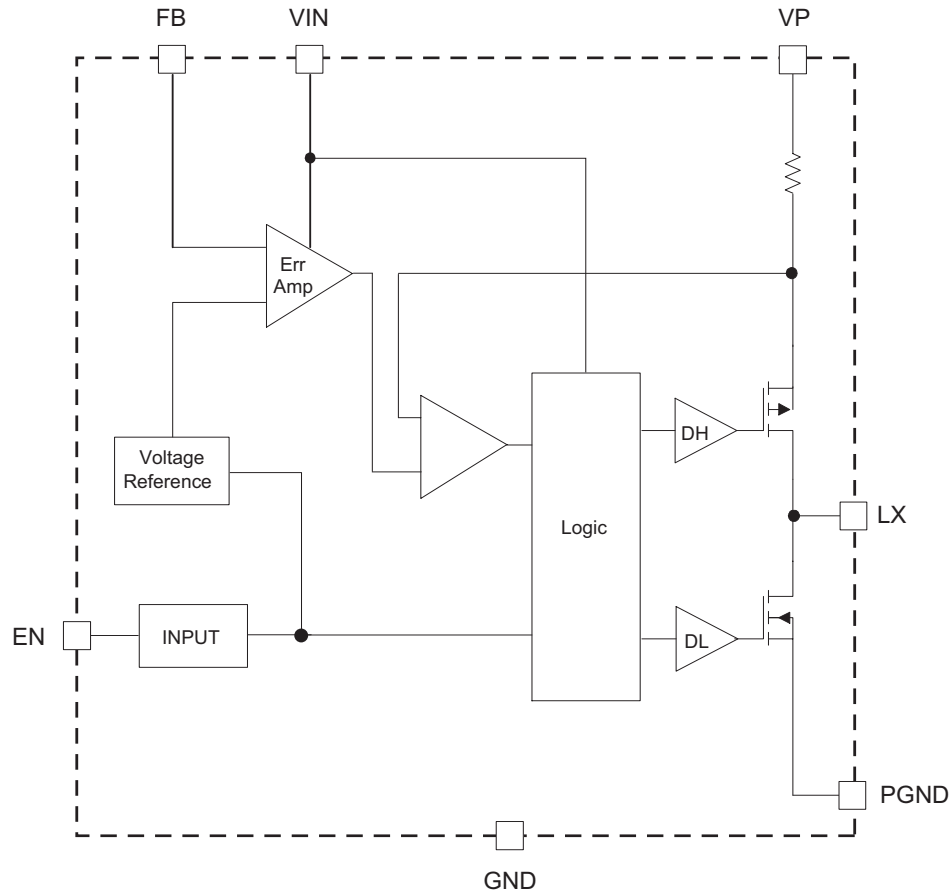 FB
VIN
VP
Err
Amp
DH
Voltage
Reference
LX
Logic
EN
INPUT
DL
PGND
GND